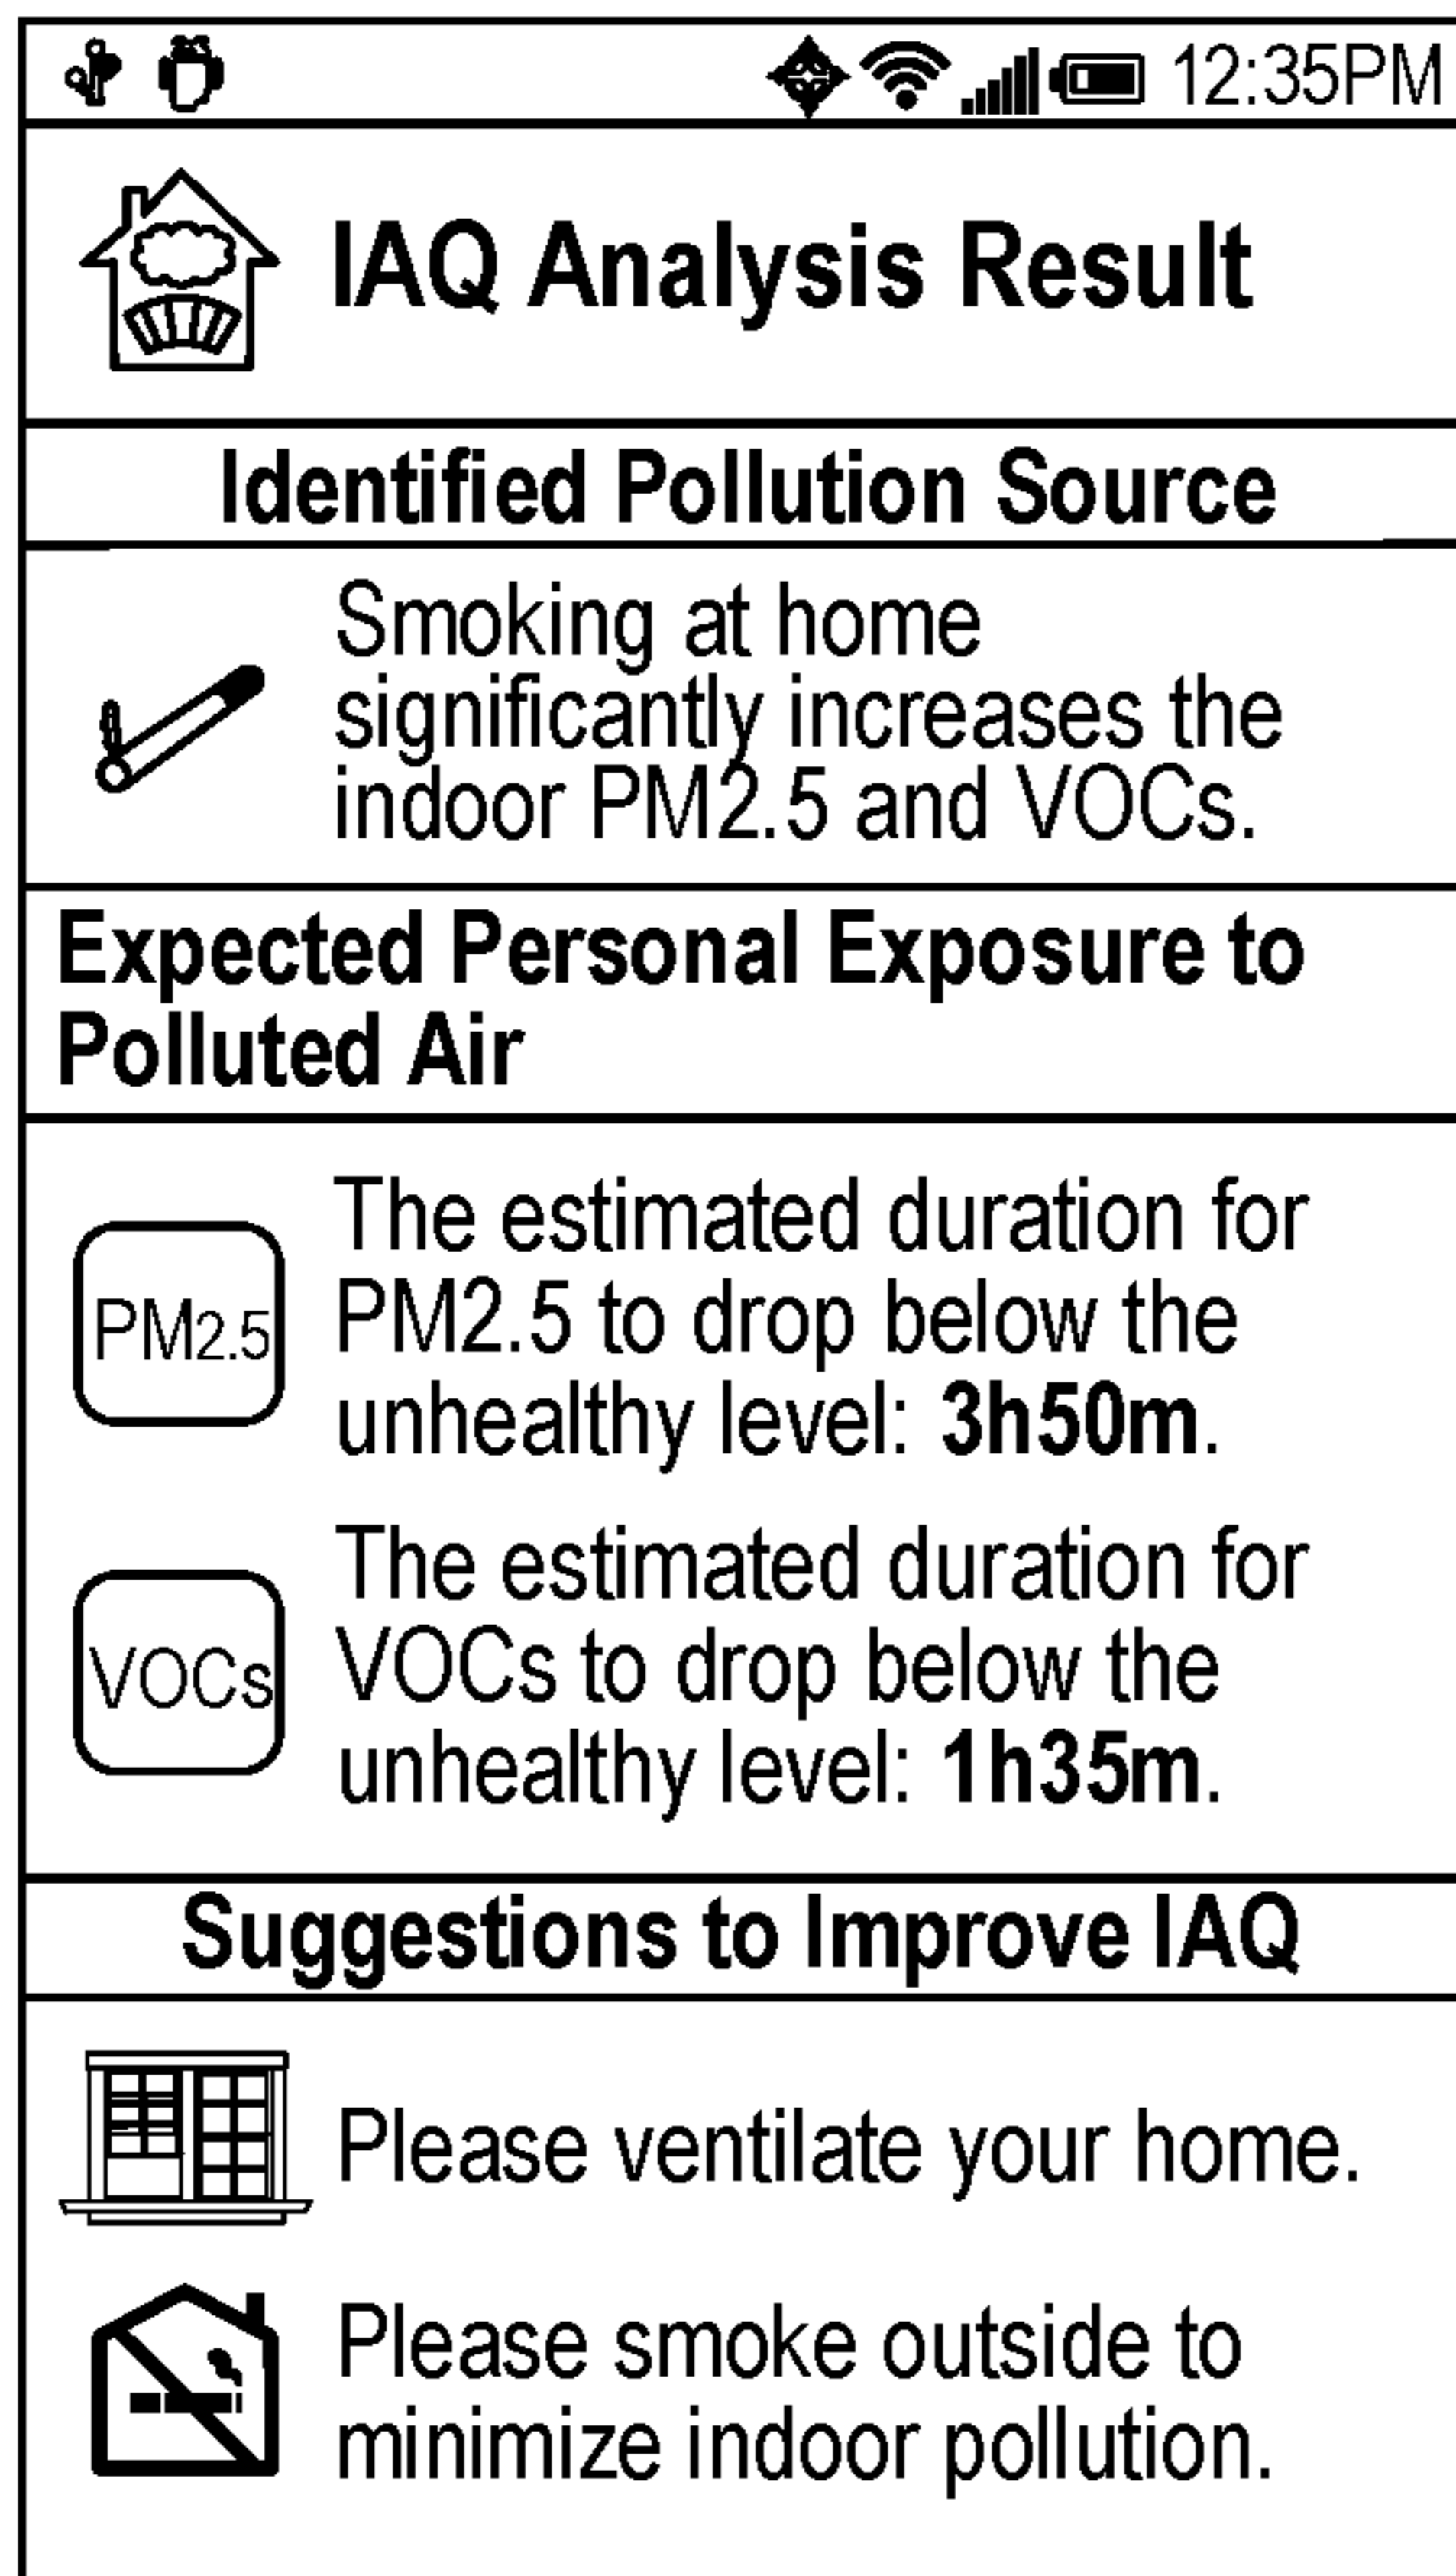 12:35PM
IAQ Analysis Result
Identified Pollution Source
Smoking at home
significantly increases the
indoor PM2.5 and VOCs.
Expected Personal Exposure to
Polluted Air
PM2.5
The estimated duration for
PM2.5 to drop below the
unhealthy level: 3h50m.
VOCs
The estimated duration for
VOCs to drop below the
unhealthy level: 1h35m.
Suggestions to Improve IAQ
Please ventilate your home.
Please smoke outside to
minimize indoor pollution.